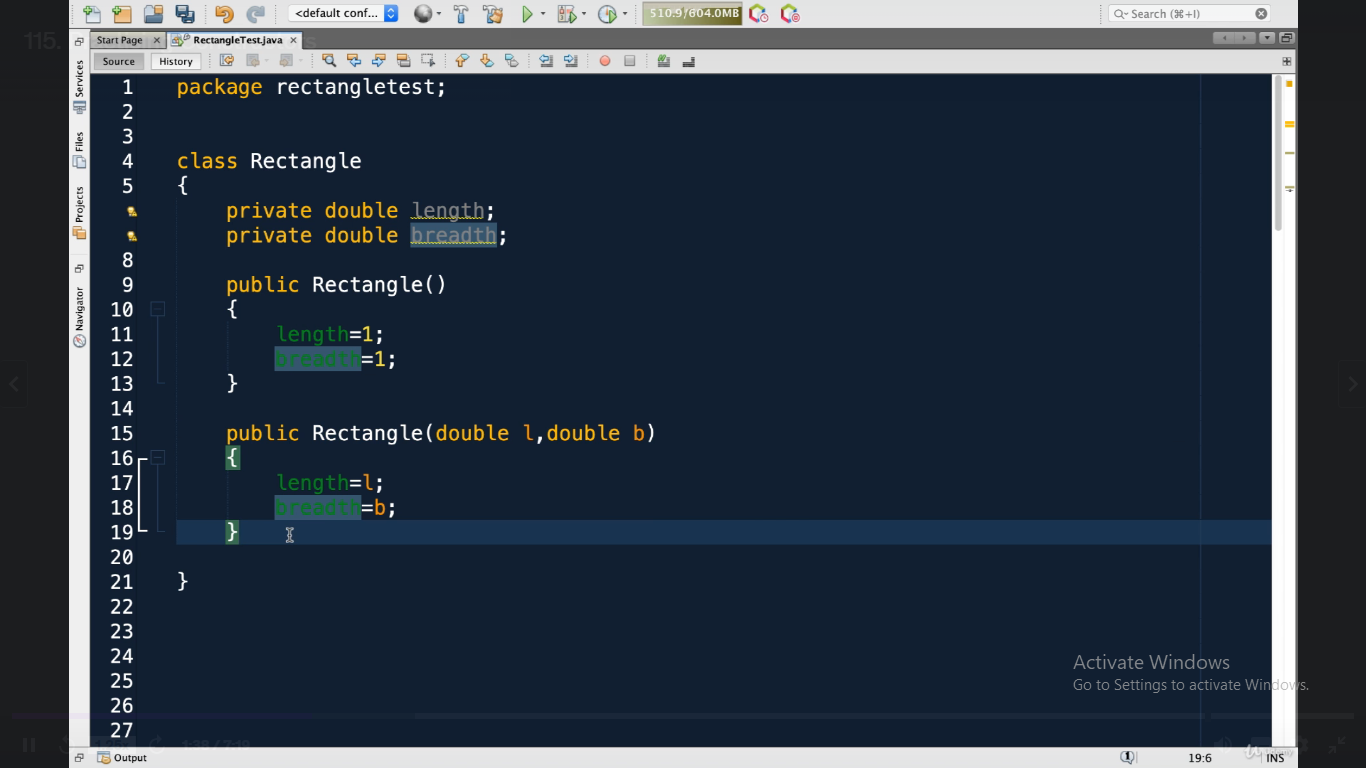 115.
<default conf...
510.9/604.0MB
Search (⌘+I)
Start Page
RectangleTest.java
Source
History
Services
Files
Projects
Navigator
1 package rectangletest;
2
3
4 class Rectangle
5 {
private double length;
private double breadth;
8
9 public Rectangle()
10 {
11 length=1;
12 breadth=1;
13 }
14
15 public Rectangle(double l,double b)
16 {
17 length=l;
18 breadth=b;
19 }
20
21 }
22
23
24
25
26
27
Activate Windows
Go to Settings to activate Windows.
1:38 / 7:19
Output
1
19:6
INS